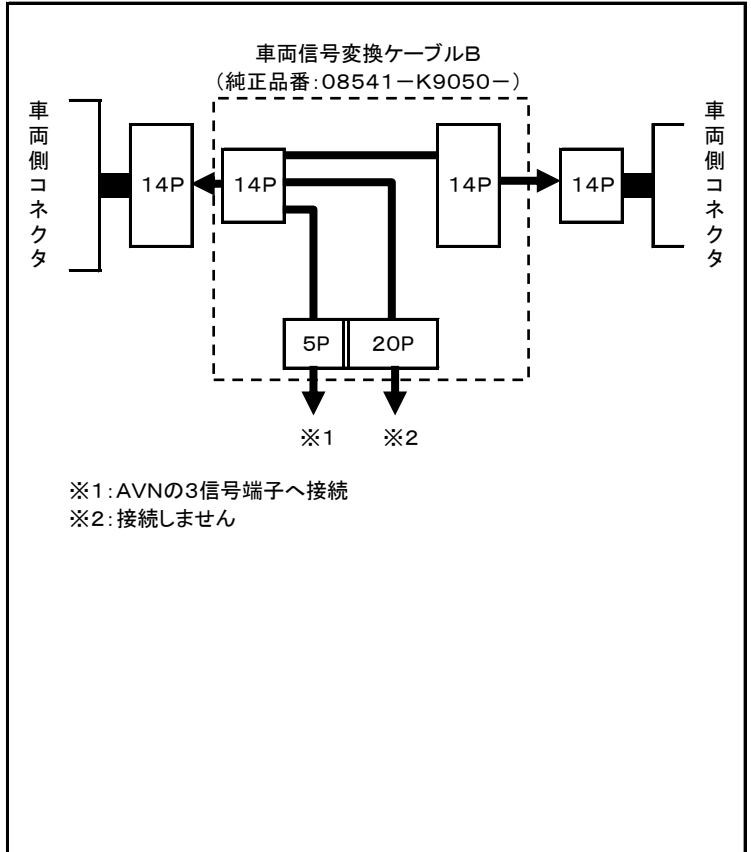 車両信号変換ケーブルB
（純正品番：08541－K9050－）
車両側コネクタ
14P
14P
14P
14P
車両側コネクタ
5P
20P
※1
※2
※1：AVNの3信号端子へ接続
※2：接続しません